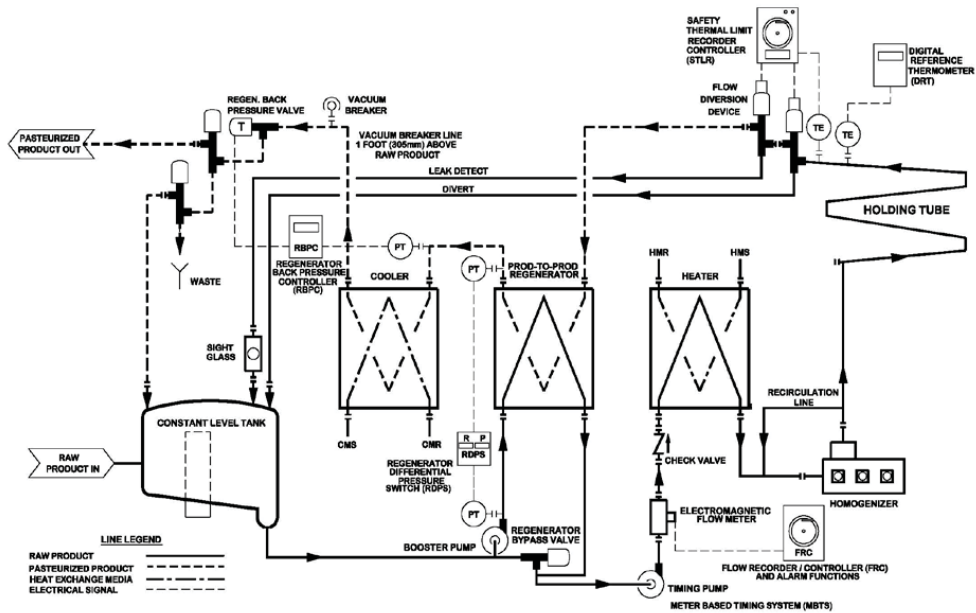 SAFETY
THERMAL LIMIT
RECORDER
CONTROLLER
(STLR)
DIGITAL
REFERENCE
THERMOMETER
(DRT)
REGEN. BACK
PRESSURE VALVE
VACUUM
BREAKER
FLOW
DIVERSION
DEVICE
T
TE
TE
PASTEURIZED
PRODUCT OUT
VACUUM BREAKER LINE
1 FOOT (305mm) ABOVE
RAW PRODUCT
LEAK DETECT
DIVERT
HOLDING TUBE
RBPC
PT
REGENERATOR
BACK PRESSURE
CONTROLLER
(RBPC)
WASTE
COOLER
PT
PROD-TO-PROD
REGENERATOR
HMR
HEATER
HMS
SIGHT
GLASS
CONSTANT LEVEL TANK
RECIRCULATION
LINE
CMS
CMR
R P
RDPS
CHECK VALVE
RAW
PRODUCT IN
REGENERATOR
DIFFERENTIAL
PRESSURE
SWITCH (RDPS)
HOMOGENIZER
PT
ELECTROMAGNETIC
FLOW METER
REGENERATOR
BYPASS VALVE
BOOSTER PUMP
FRC
LINE LEGEND
RAW PRODUCT
PASTEURIZED PRODUCT
HEAT EXCHANGE MEDIA
ELECTRICAL SIGNAL
FLOW RECORDER / CONTROLLER (FRC)
AND ALARM FUNCTIONS
TIMING PUMP
METER BASED TIMING SYSTEM (MBTS)